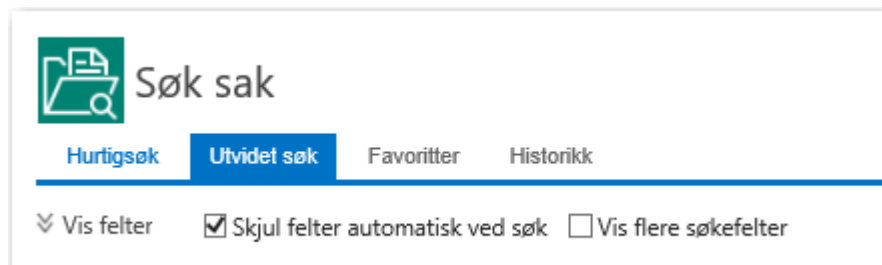 Søk sak
Hurtigsøk Utvidet søk Favoritter Historikk
Vis felter Skjul felter automatisk ved søk Vis flere søkefelter